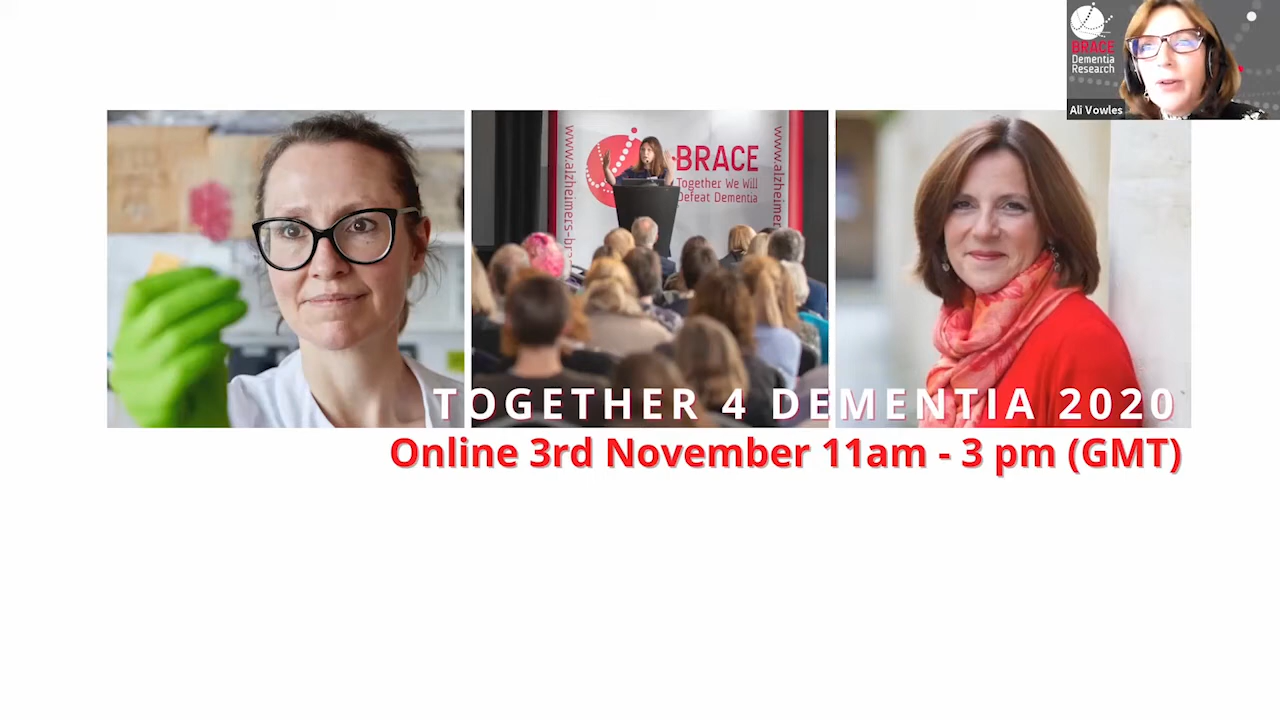 BRACE
Dementia
Research
Ali Vowles
www.alzheimers-br
BRACE
Together We Will
Defeat Dementia
www.alzheimers
TOGETHER 4 DEMENTIA 2020
Online 3rd November 11am - 3 pm (GMT)